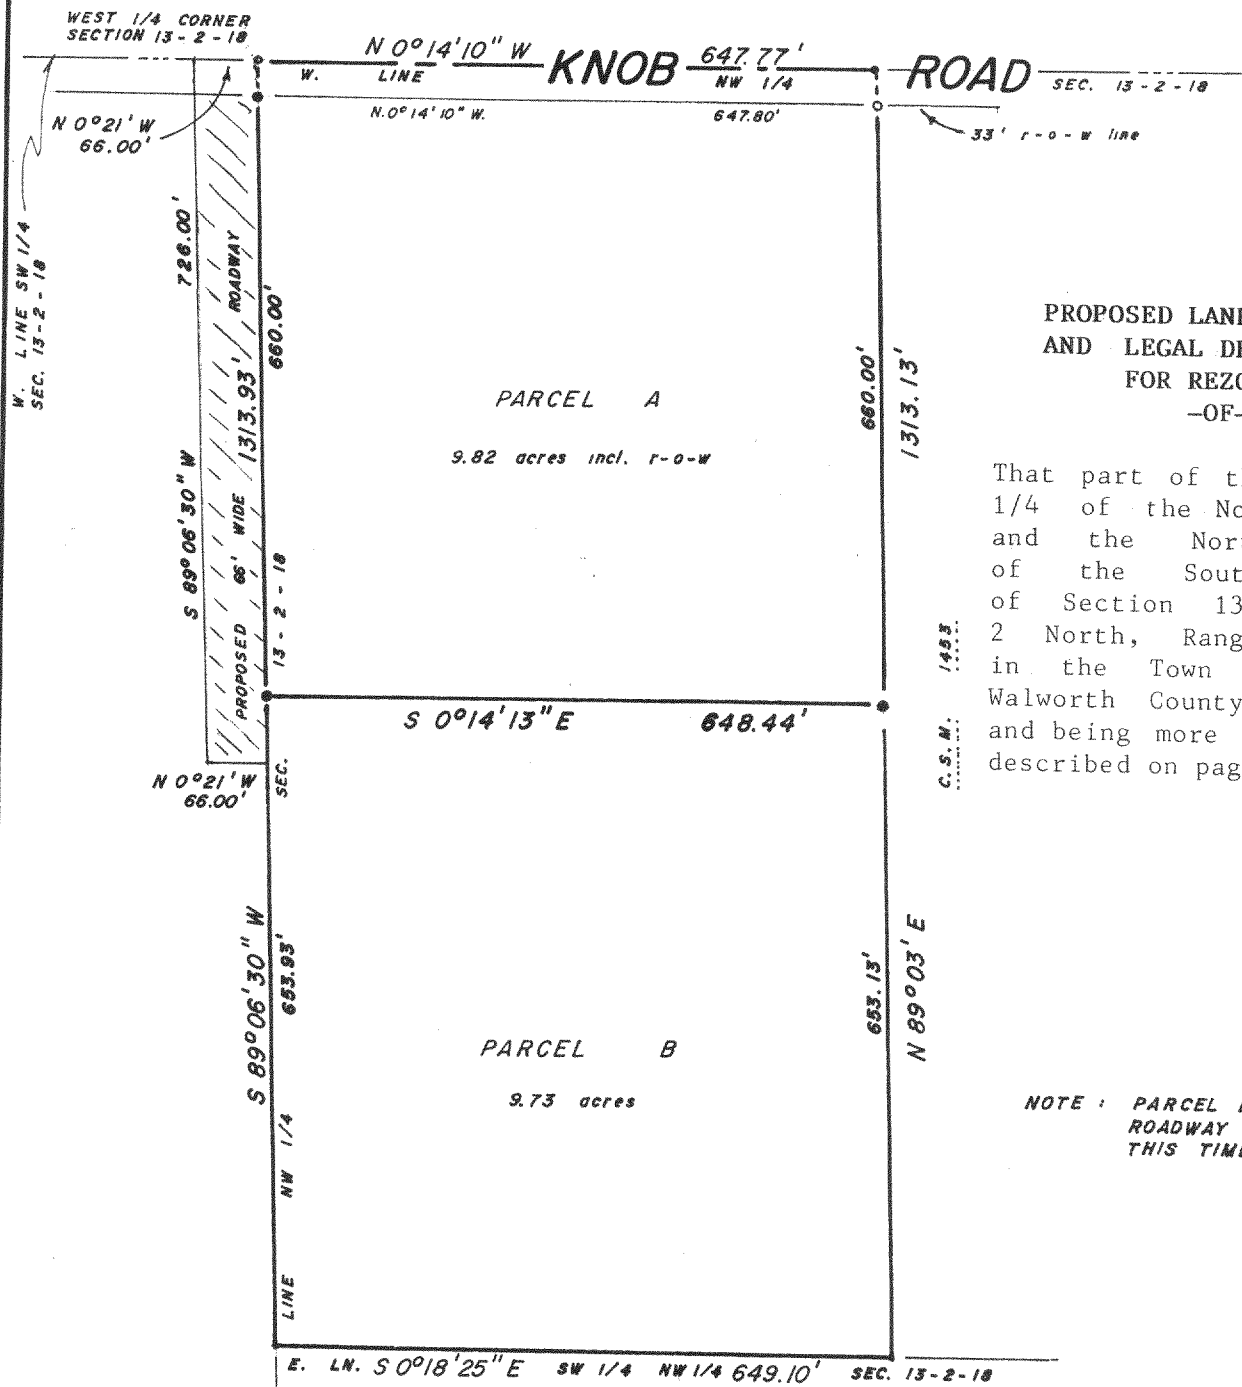 WEST 1/4 CORNER
SECTION 13-2-18
N 0°14'10" W
KNOB
647.77'
ROAD
W. LINE
NW 1/4
SEC. 13-2-18
N 0°21' W
66.00'
N.0°14'10" W.
647.80'
33' r-o-w line
W. LINE SW 1/4
SEC. 13-2-18
726.00'
S 89°06'30" W
PROPOSED 66' WIDE ROADWAY
1313.93'
660.00'
660.00'
1313.13'
PARCEL A
9.82 acres incl. r-o-w
PROPOSED LAN
AND LEGAL D
FOR REZO
-OF-
That part of t
1/4 of the No
and the Nor
of the Sout
of Section 13
2 North, Rang
in the Town
Walworth County
and being more
described on pag
C.S.M. 1453
S 0°14'13" E
648.44'
N 0°21' W
66.00'
S 89°06'30" W
653.93'
LINE NW 1/4 SEC. 13-2-18
653.13'
N 89°03' E
PARCEL B
9.73 acres
NOTE : PARCEL
ROADWAY
THIS TIM
E. LN. S 0°18'25" E SW 1/4 NW 1/4 649.10' SEC. 13-2-18